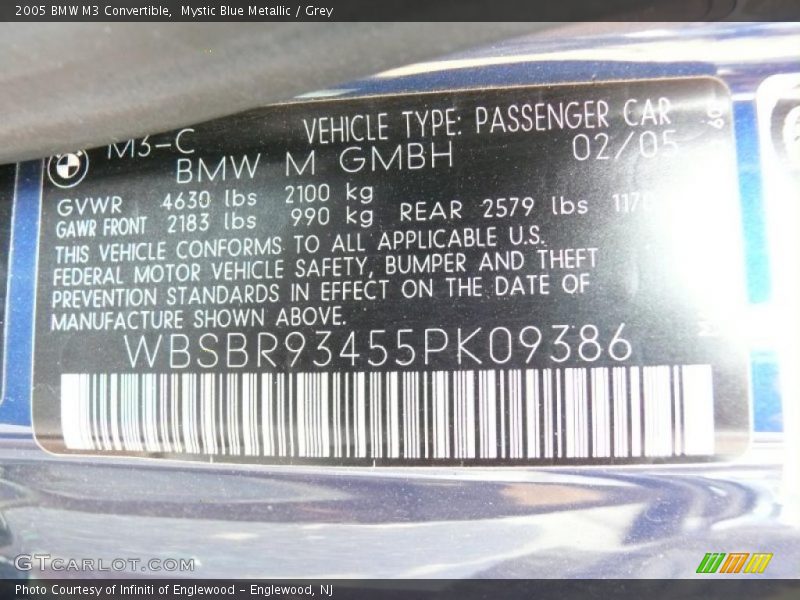 2005 BMW M3 Convertible,  Mystic Blue Metallic / Grey
M3-C VEHICLE TYPE: PASSENGER CAR
BMW M GMBH 02/05
GVWR 4630 lbs 2100 kg
GAWR FRONT 2183 lbs 990 kg REAR 2579 lbs
THIS VEHICLE CONFORMS TO ALL APPLICABLE U.S.
FEDERAL MOTOR VEHICLE SAFETY, BUMPER AND THEFT
PREVENTION STANDARDS IN EFFECT ON THE DATE OF
MANUFACTURE SHOWN ABOVE.
WBSBR93455PK09386
GTCARLOT.COM
Photo Courtesy of Infiniti of Englewood - Englewood, NJ